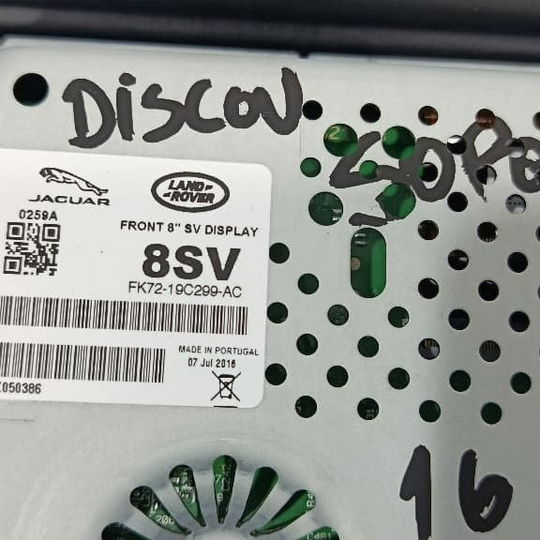 DISCOV
SOPO
JAGUAR
LAND
ROVER
0259A
FRONT 8" SV DISPLAY
8SV
FK72-19C299-AC
MADE IN PORTUGAL
07 Jul 2016
050386
16